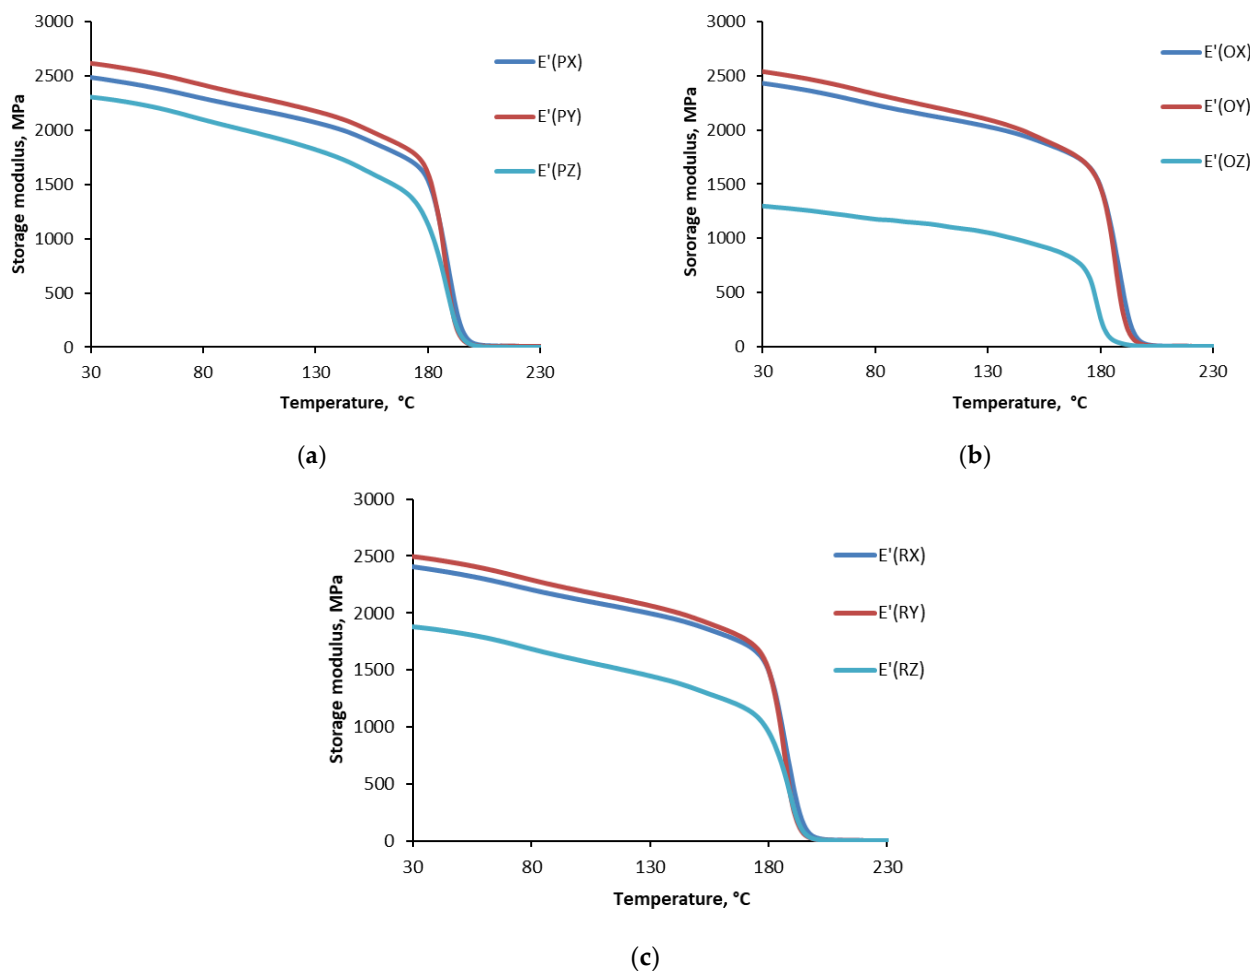 3000
2500
2000
1500
1000
500
0
30 80 130 180 230
Storage modulus, MPa
Temperature, °C
E'(PX)
E'(PY)
E'(PZ)
(a)
3000
2500
2000
1500
1000
500
0
30 80 130 180 230
Sororage modulus, MPa
Temperature, °C
E'(OX)
E'(OY)
E'(OZ)
(b)
3000
2500
2000
1500
1000
500
0
30 80 130 180 230
Storage modulus, MPa
Temperature, °C
E'(RX)
E'(RY)
E'(RZ)
(c)